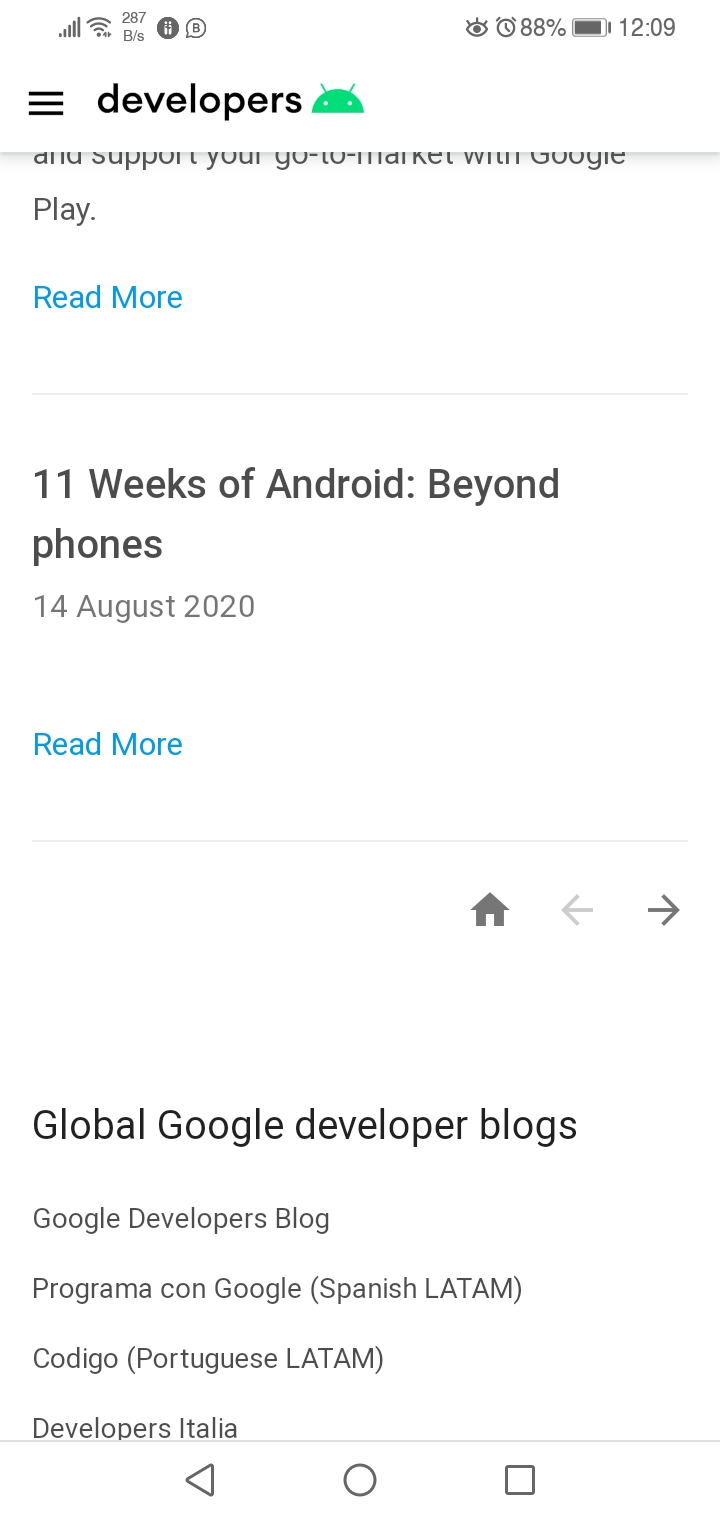 287
B/s
88%
12:09
developers
and support your go-to-market with Google
Play.
Read More
11 Weeks of Android: Beyond
phones
14 August 2020
Read More
Global Google developer blogs
Google Developers Blog
Programa con Google (Spanish LATAM)
Codigo (Portuguese LATAM)
Developers Italia